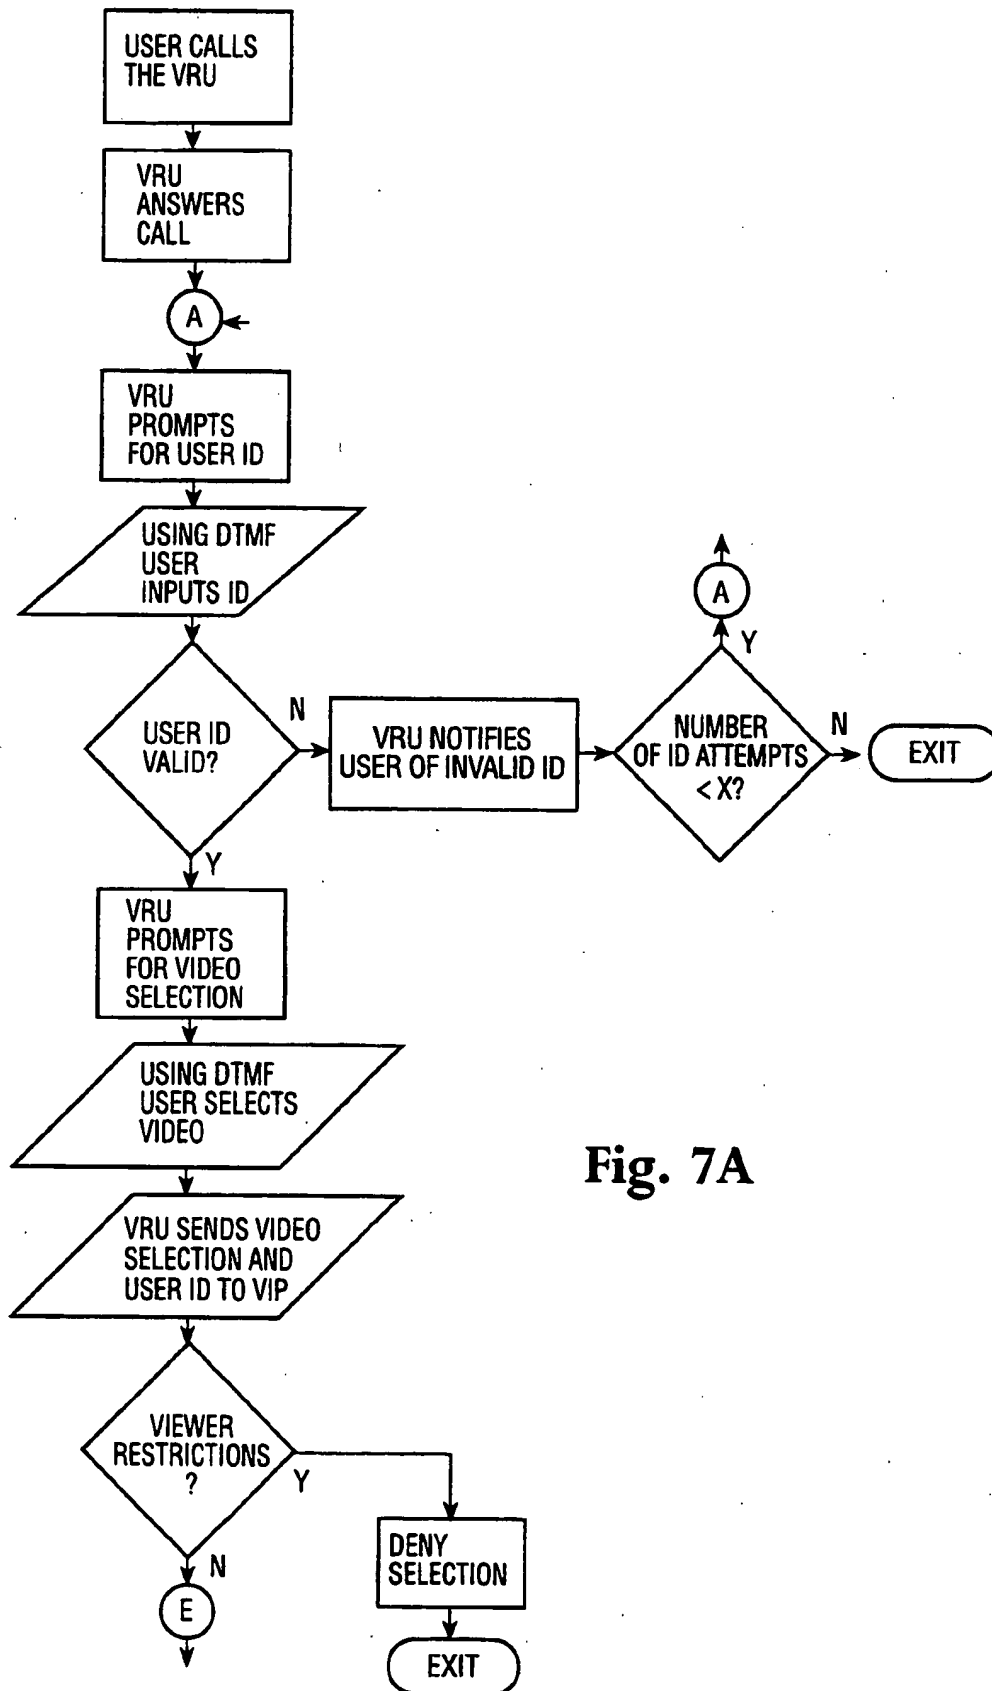 USER CALLS
THE VRU
VRU
ANSWERS
CALL
A
VRU
PROMPTS
FOR USER ID
USING DTMF
USER
INPUTS ID
USER ID
VALID?
N
VRU NOTIFIES
USER OF INVALID ID
NUMBER
OF ID ATTEMPTS
< X?
Y
A
N
EXIT
Y
VRU
PROMPTS
FOR VIDEO
SELECTION
USING DTMF
USER SELECTS
VIDEO
VRU SENDS VIDEO
SELECTION AND
USER ID TO VIP
VIEWER
RESTRICTIONS
?
Y
DENY
SELECTION
EXIT
N
E
Fig. 7A